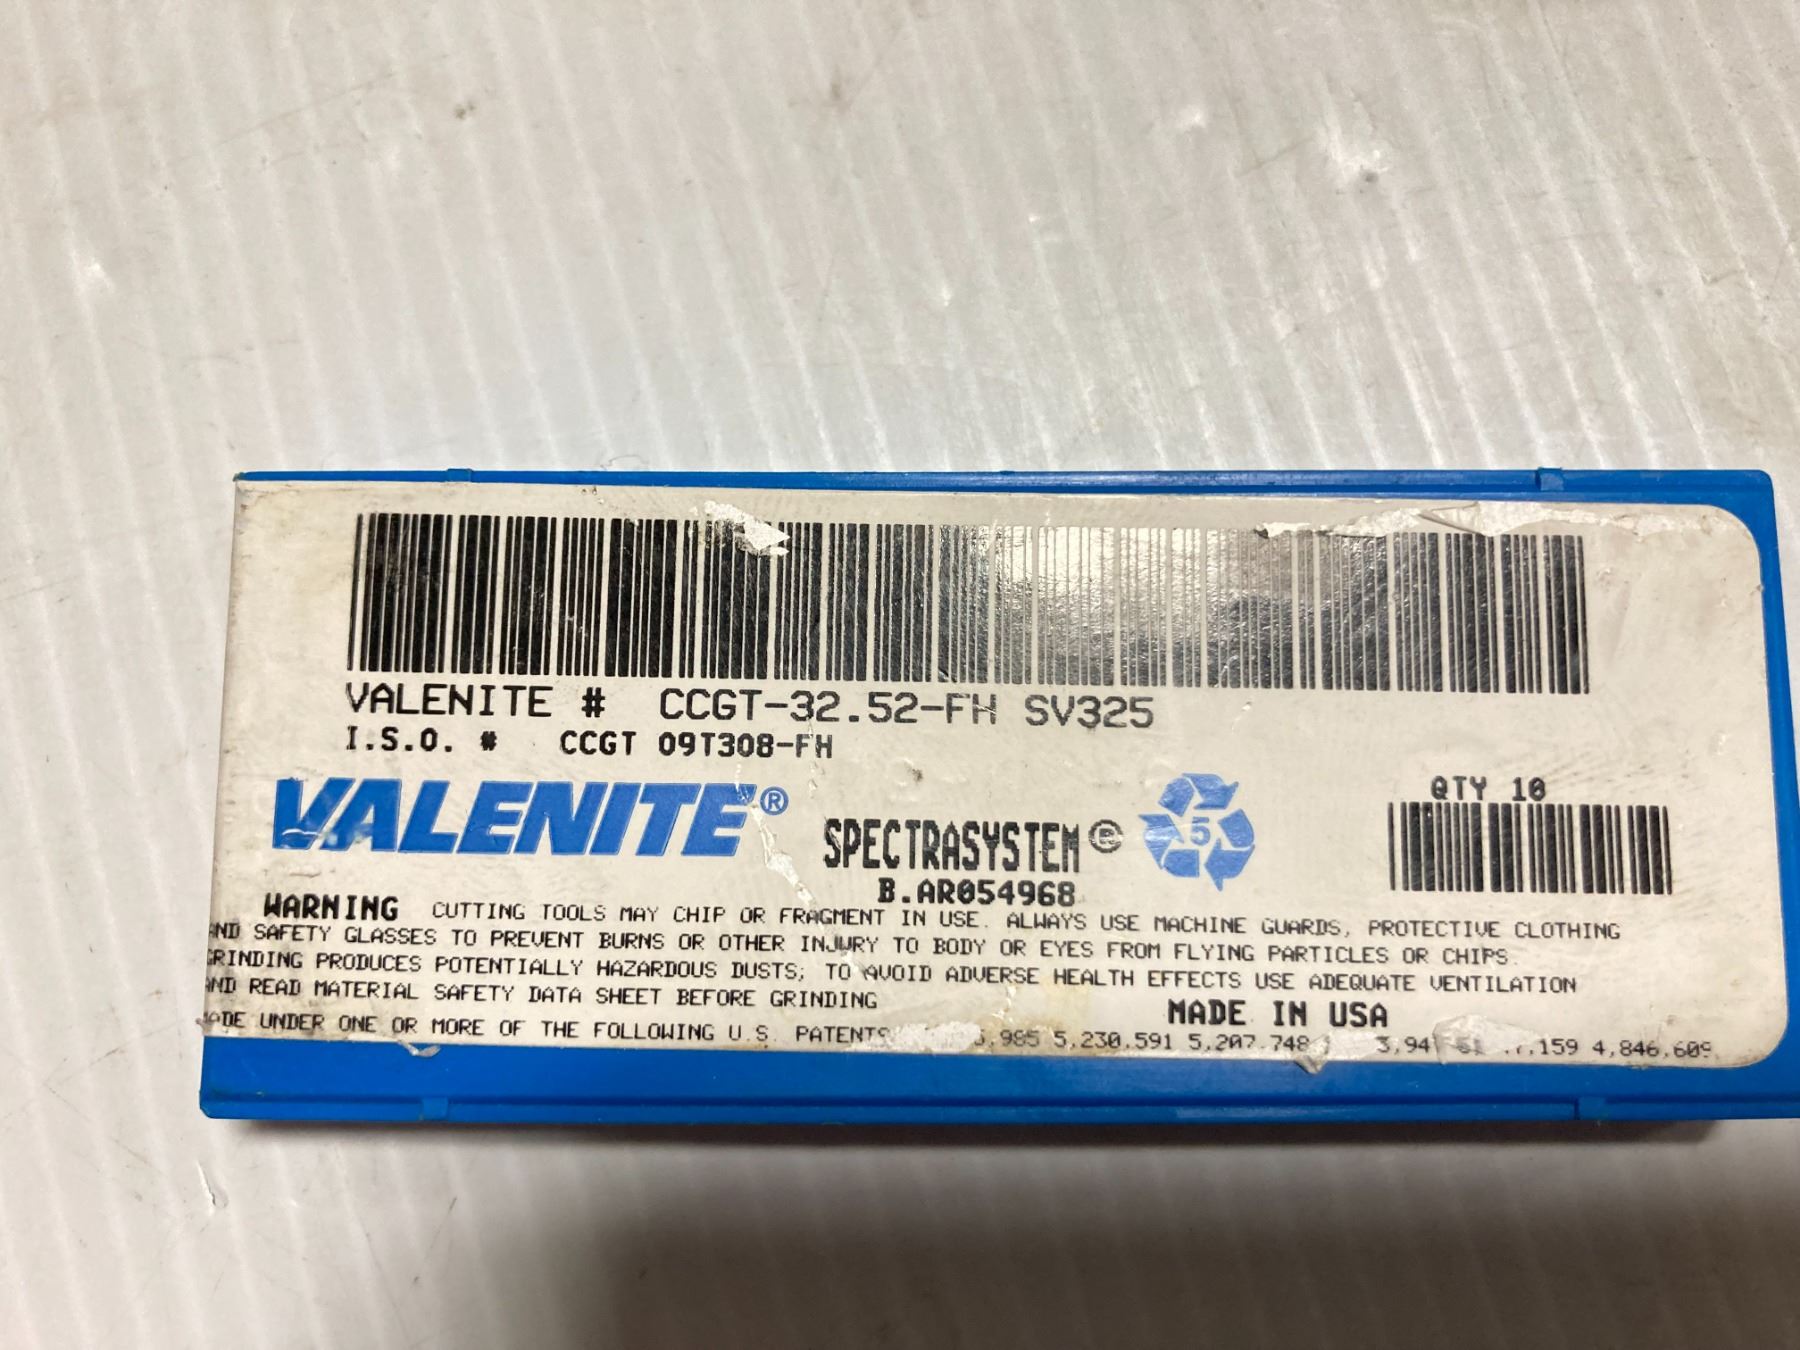 VALENITE # CCGT-32.52-FH SV325
I.S.O. # CCGT 09T308-FH
VALENITE®
SPECTRASYSTEM®
5
QTY 10
B.AR054968
WARNING CUTTING TOOLS MAY CHIP OR FRAGMENT IN USE. ALWAYS USE MACHINE GUARDS, PROTECTIVE CLOTHING
AND SAFETY GLASSES TO PREVENT BURNS OR OTHER INJURY TO BODY OR EYES FROM FLYING PARTICLES OR CHIPS.
GRINDING PRODUCES POTENTIALLY HAZARDOUS DUSTS; TO AVOID ADVERSE HEALTH EFFECTS USE ADEQUATE VENTILATION
AND READ MATERIAL SAFETY DATA SHEET BEFORE GRINDING
MADE IN USA
MADE UNDER ONE OR MORE OF THE FOLLOWING U.S. PATENTS 5,230,591 5,207,748 4,846,609